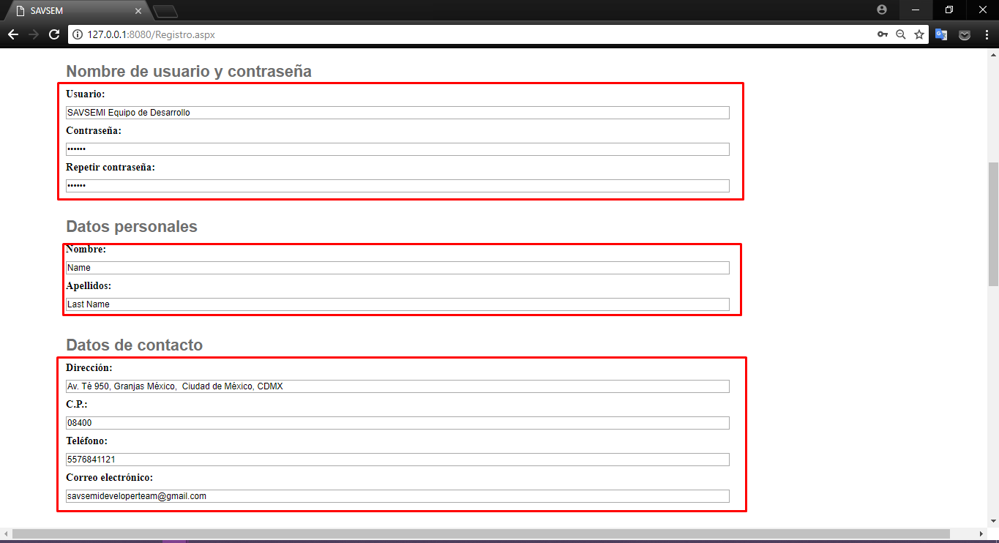 SAVSEM
127.0.0.1:8080/Registro.aspx
Nombre de usuario y contraseña
Usuario:
SAVSEMI Equipo de Desarrollo
Contraseña:
••••••
Repetir contraseña:
••••••
Datos personales
Nombre:
Name
Apellidos:
Last Name
Datos de contacto
Dirección:
Av. Té 950, Granjas México,  Ciudad de México, CDMX
C.P.:
08400
Teléfono:
5576841121
Correo electrónico:
savsemideveloperteam@gmail.com